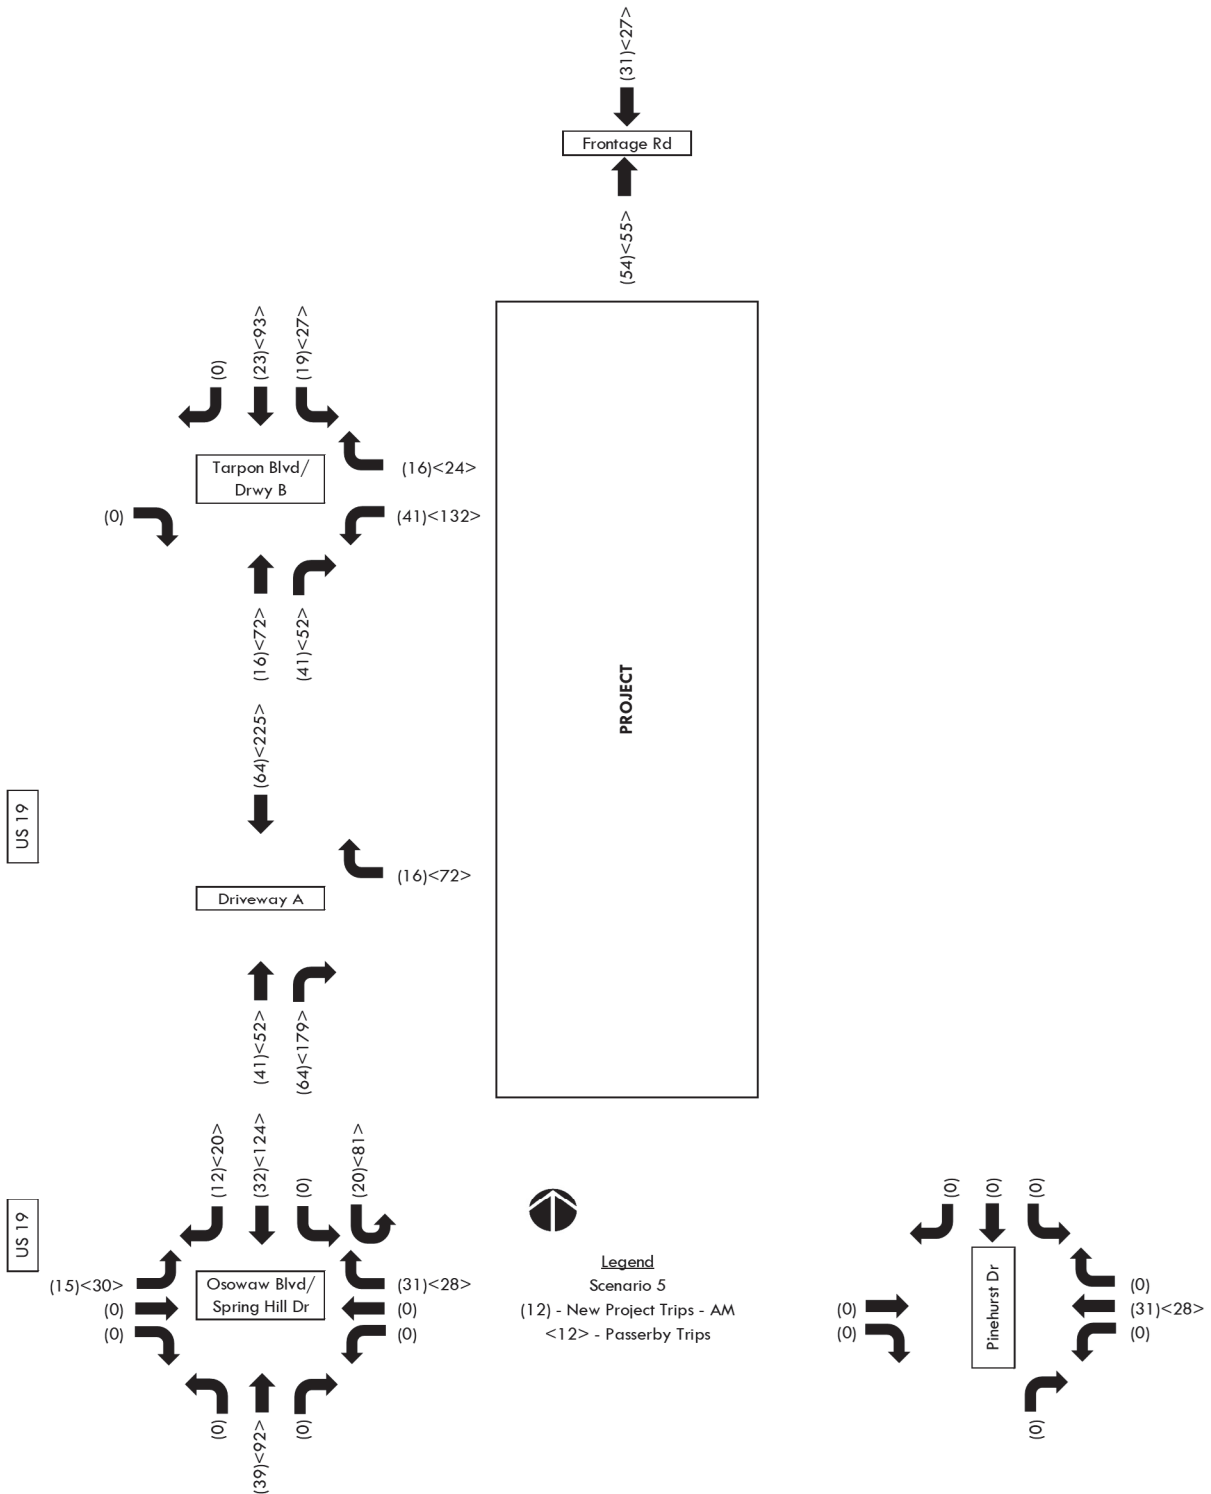 (31)<27>
Frontage Rd
(54)<55>
(0)
(23)<93>
(19)<27>
Tarpon Blvd/
Drwy B
(16)<24>
(0)
(41)<132>
(16)<72>
(41)<52>
PROJECT
(64)<225>
US 19
(16)<72>
Driveway A
(41)<52>
(64)<179>
(12)<20>
(32)<124>
(0)
(20)<81>
US 19
(15)<30>
(0)
(0)
Osowaw Blvd/
Spring Hill Dr
(31)<28>
(0)
(0)
(0)
(39)<92>
(0)
Legend
Scenario 5
(12) - New Project Trips - AM
<12> - Passerby Trips
(0)
(0)
(0)
(0)
(0)
Pinehurst Dr
(0)
(31)<28>
(0)
(0)